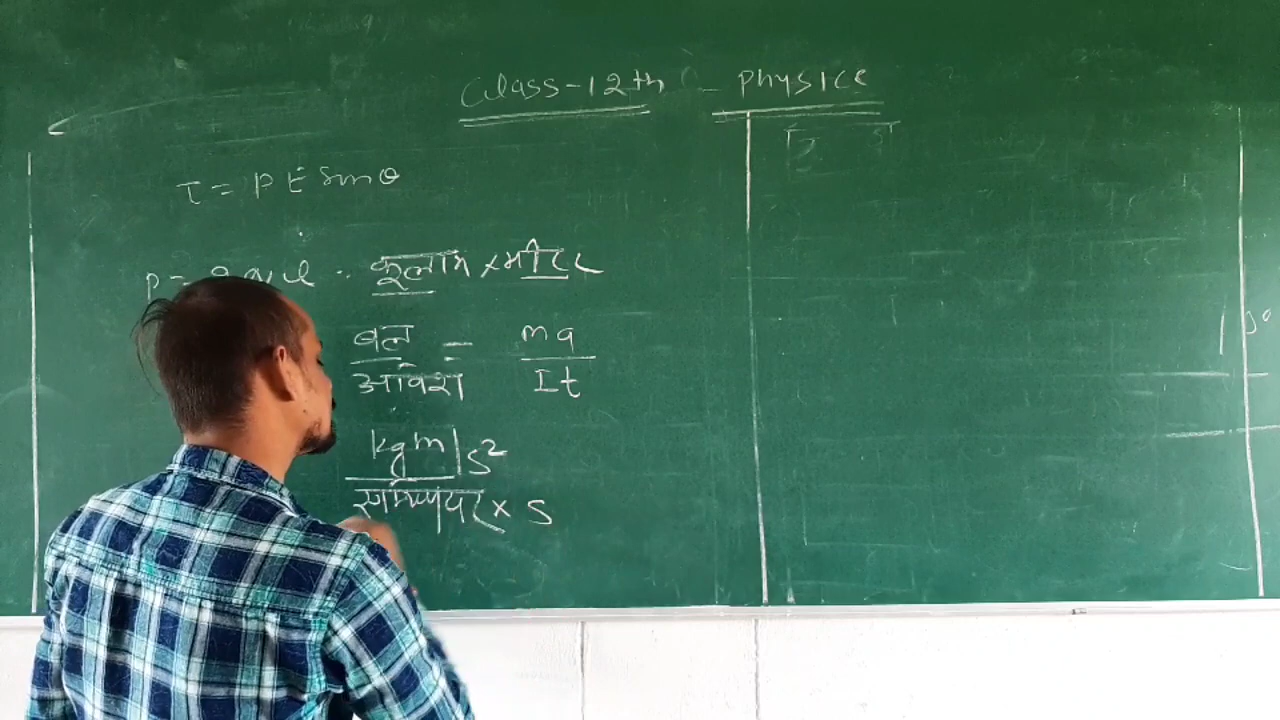 Class-12th - Physics
τ = PE Sinθ
P = कूलाम × मीटर
बल = ma
आवेश It
kgm/s²
एम्पियर × s